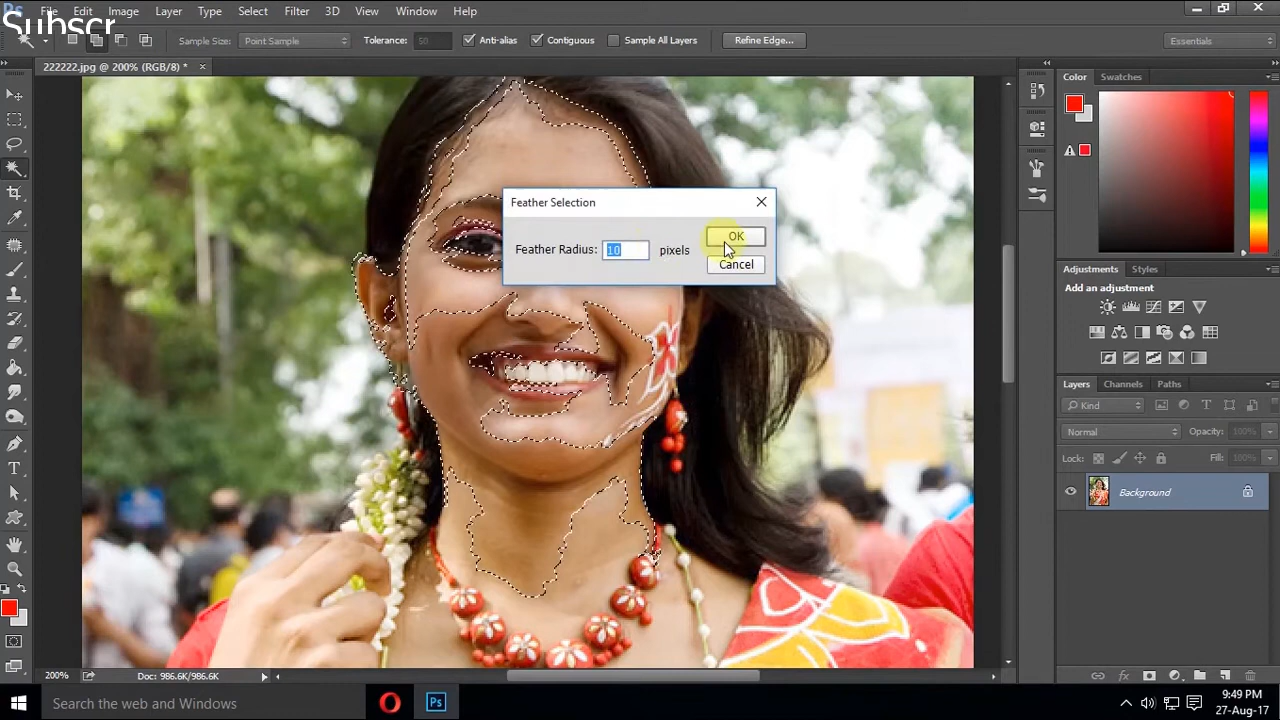 Ps File Edit Image Layer Type Select Filter 3D View Window Help
Subscr
Sample Size: Point Sample Tolerance: 50 Anti-alias Contiguous Sample All Layers Refine Edge... Essentials
222222.jpg @ 200% (RGB/8) * ×
Color Swatches
Feather Selection
Feather Radius: 10 pixels
OK
Cancel
Adjustments Styles
Add an adjustment
Layers Channels Paths
Kind
Normal Opacity: 100%
Lock: Fill: 100%
Background
200% Doc: 986.6K/986.6K
Search the web and Windows
Ps
9:49 PM
27-Aug-17